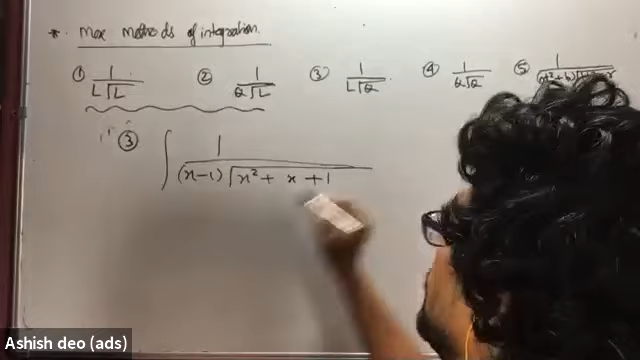 *. More methods of integration.
① 1/(L√L) ② 1/(Q√L) ③ 1/(L√Q) ④ 1/(Q√Q) ⑤
③ ∫ 1/((x-1)√(x²+ x +1
Ashish deo (ads)